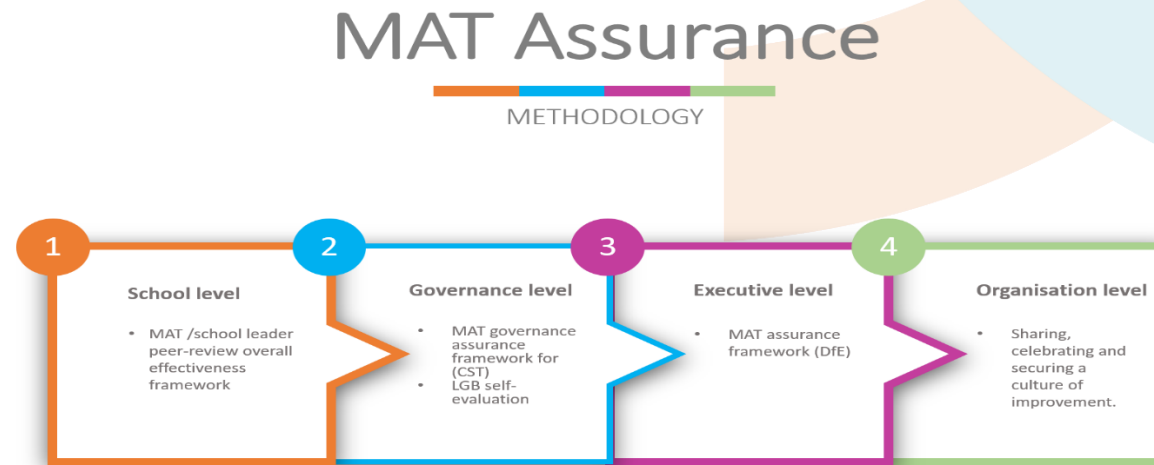 MAT Assurance
METHODOLOGY
1
2
3
4
School level
• MAT /school leader
peer-review overall
effectiveness
framework
Governance level
• MAT governance
assurance
framework for
(CST)
• LGB self-
evaluation
Executive level
• MAT assurance
framework (DfE)
Organisation level
• Sharing,
celebrating and
securing a
culture of
improvement.